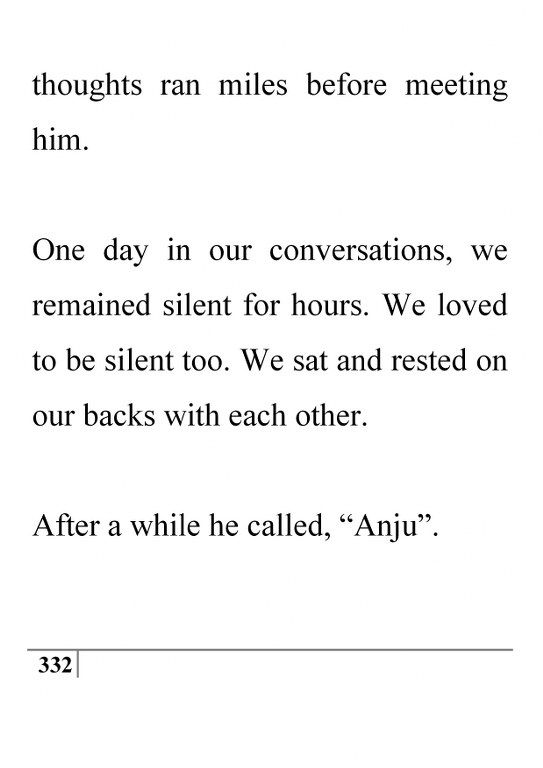 thoughts ran miles before meeting
him.
One day in our conversations, we
remained silent for hours. We loved
to be silent too. We sat and rested on
our backs with each other.
After a while he called, “Anju”.
332